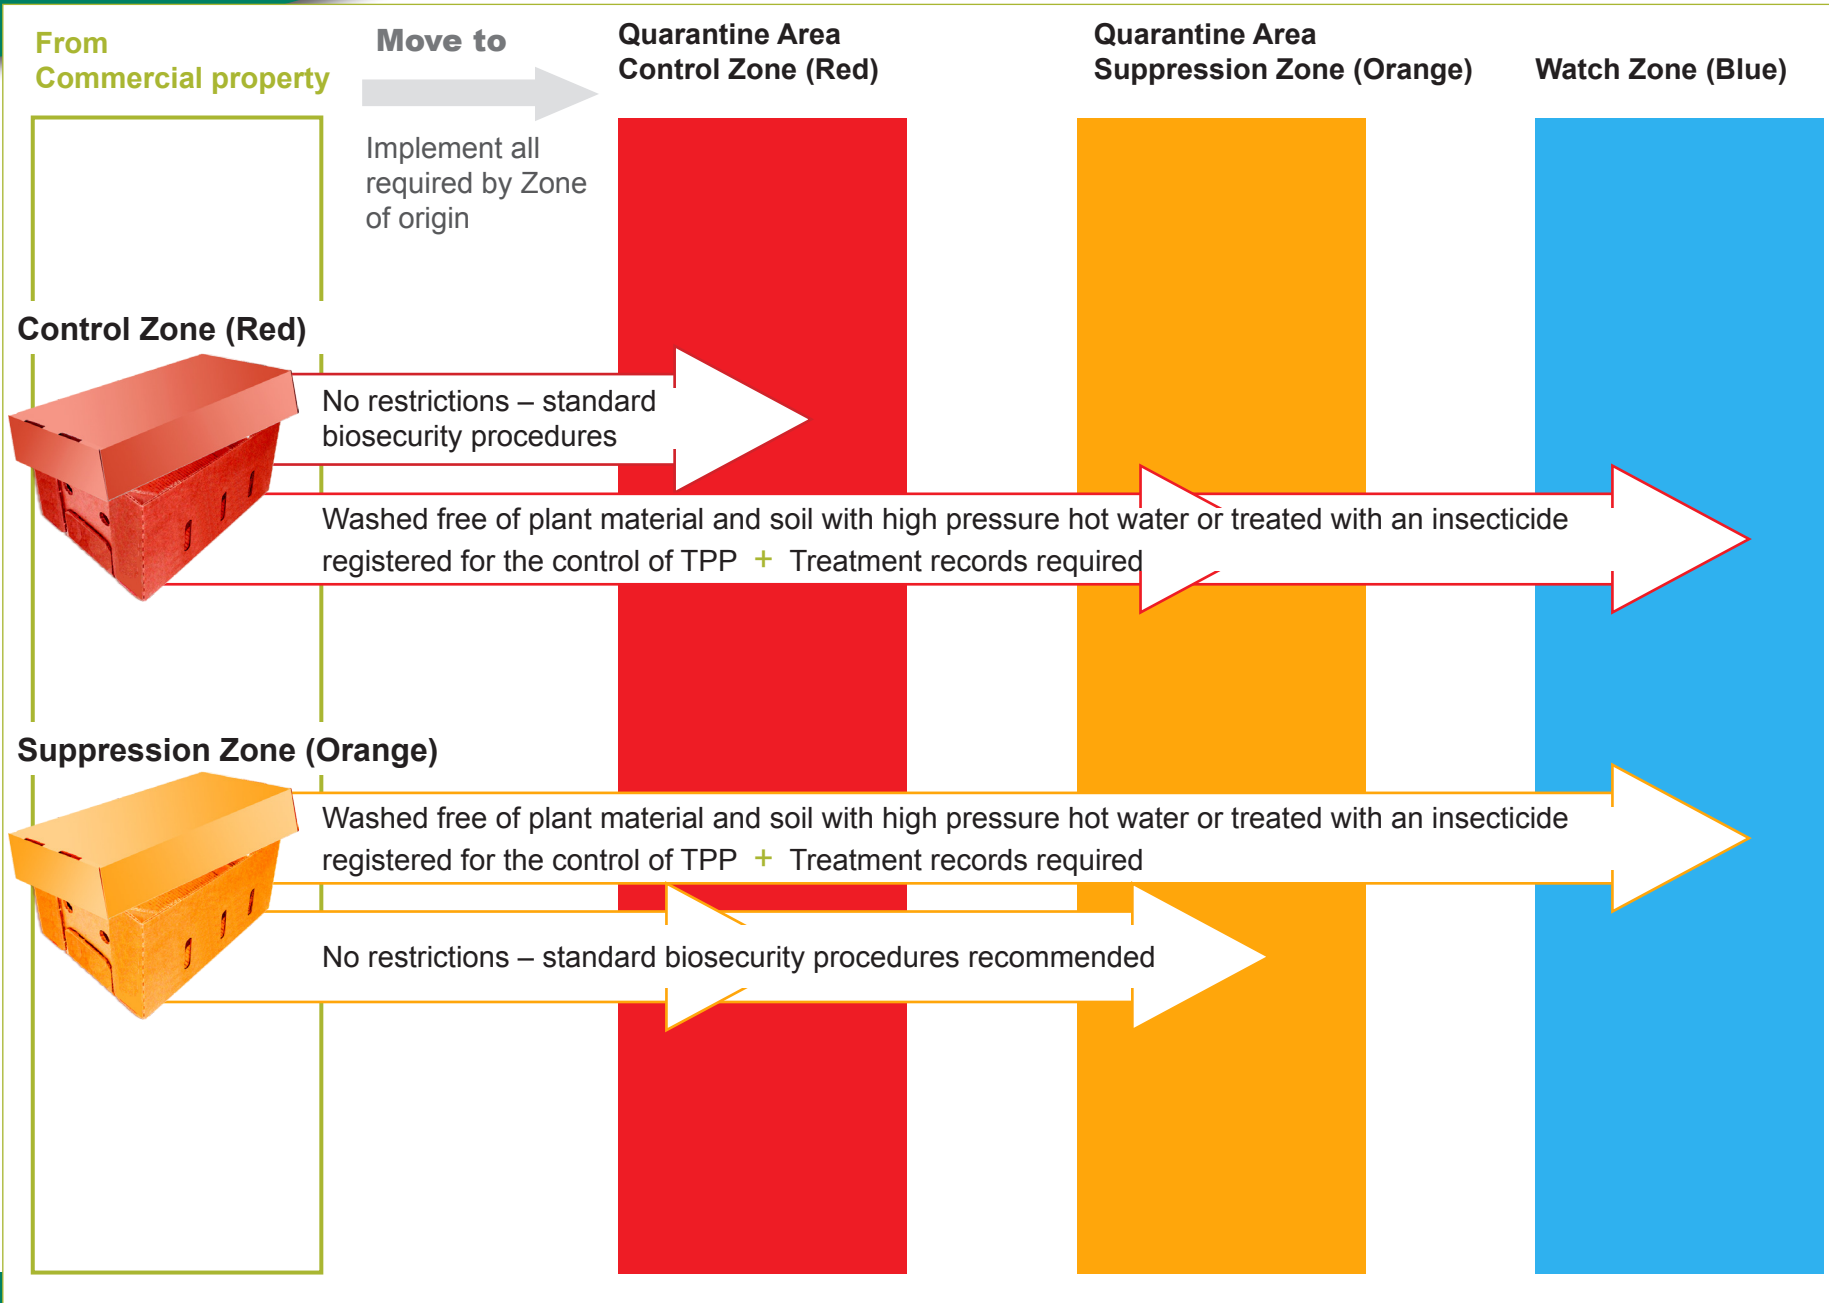 From
Commercial property
Move to
Implement all
required by Zone
of origin
Quarantine Area
Control Zone (Red)
Quarantine Area
Suppression Zone (Orange)
Watch Zone (Blue)
Control Zone (Red)
No restrictions – standard
biosecurity procedures
Washed free of plant material and soil with high pressure hot water or treated with an insecticide
registered for the control of TPP + Treatment records required
Suppression Zone (Orange)
Washed free of plant material and soil with high pressure hot water or treated with an insecticide
registered for the control of TPP + Treatment records required
No restrictions – standard biosecurity procedures recommended